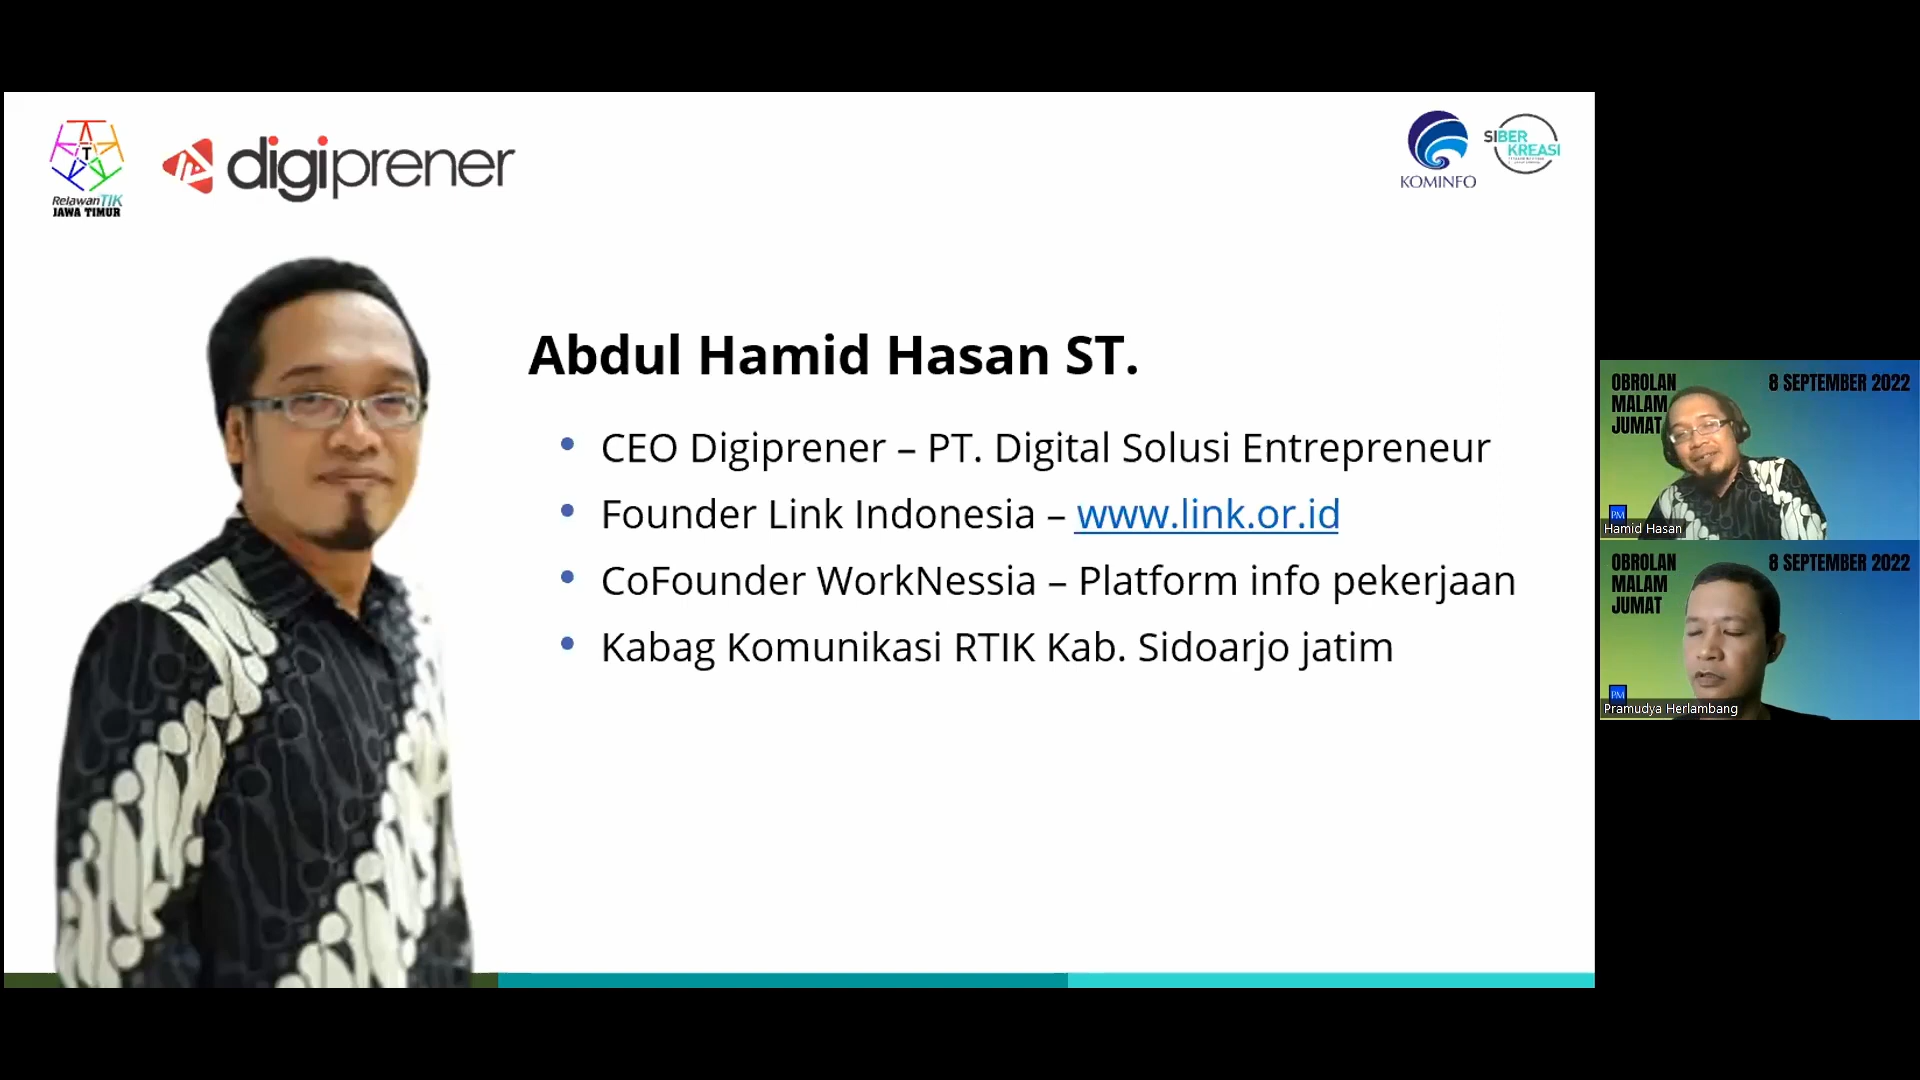 T
RelawanTIK
JAWA TIMUR
digiprener
KOMINFO
SIBER
KREASI
Abdul Hamid Hasan ST.
• CEO Digiprener – PT. Digital Solusi Entrepreneur
• Founder Link Indonesia – www.link.or.id
• CoFounder WorkNessia – Platform info pekerjaan
• Kabag Komunikasi RTIK Kab. Sidoarjo jatim
OBROLAN
MALAM
JUMAT
8 SEPTEMBER 2022
PM
Hamid Hasan
OBROLAN
MALAM
JUMAT
8 SEPTEMBER 2022
PM
Pramudya Herlambang